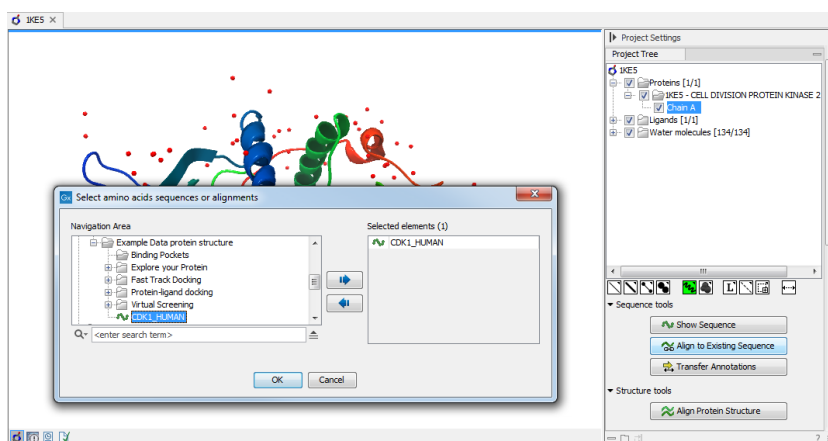 1KE5
Project Settings
Project Tree
1KE5
Proteins [1/1]
1KE5 - CELL DIVISION PROTEIN KINASE 2
Chain A
Ligands [1/1]
Water molecules [134/134]
Gx Select amino acids sequences or alignments
Navigation Area
Selected elements (1)
Example Data protein structure
CDK1_HUMAN
Binding Pockets
Explore your Protein
Fast Track Docking
Protein-ligand docking
Virtual Screening
CDK1_HUMAN
<enter search term>
OK Cancel
L
Sequence tools
Show Sequence
Align to Existing Sequence
Transfer Annotations
Structure tools
Align Protein Structure
?